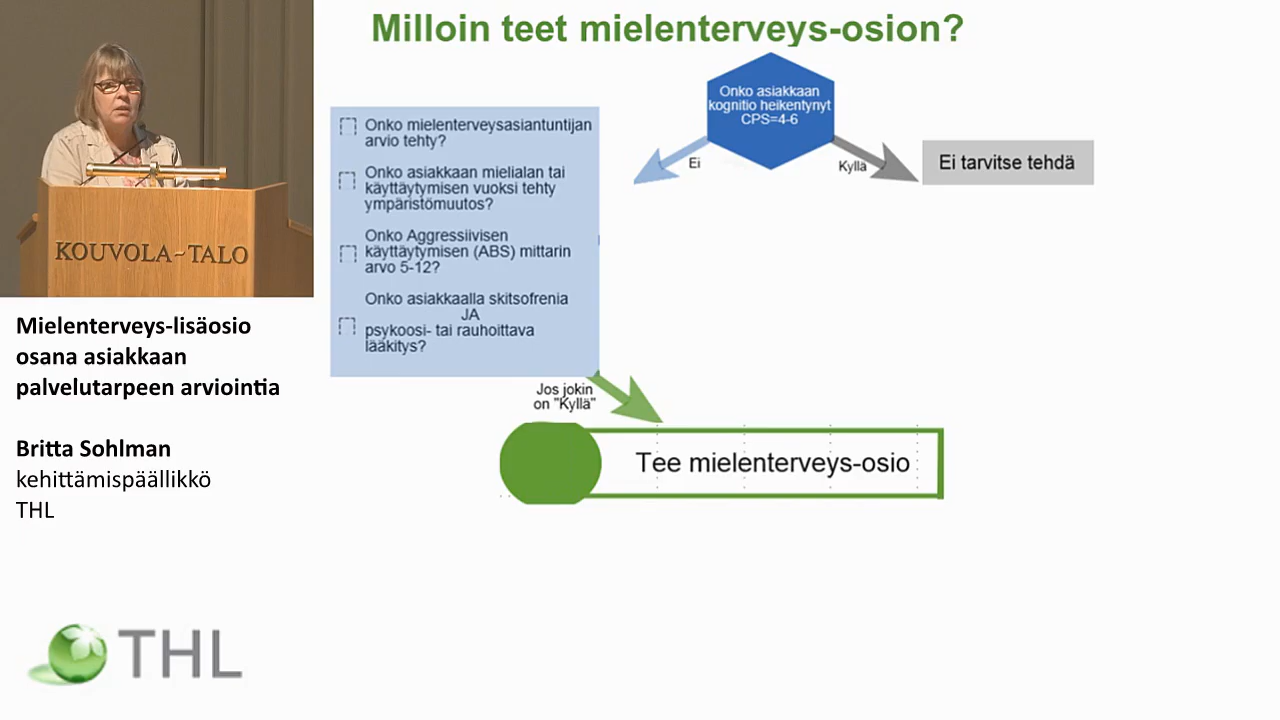 Milloin teet mielenterveys-osion?
Onko asiakkaan
kognitio heikentynyt
CPS=4-6
Ei
Kyllä
Ei tarvitse tehdä
Onko mielenterveysasiantuntijan
arvio tehty?
Onko asiakkaan mielialan tai
käyttäytymisen vuoksi tehty
ympäristömuutos?
Onko Aggressiivisen
käyttäytymisen (ABS) mittarin
arvo 5-12?
Onko asiakkaalla skitsofrenia
JA
psykoosi- tai rauhoittava
lääkitys?
Jos jokin
on "Kyllä"
Tee mielenterveys-osio
KOUVOLA~TALO
Mielenterveys-lisäosio
osana asiakkaan
palvelutarpeen arviointia
Britta Sohlman
kehittämispäällikkö
THL
THL